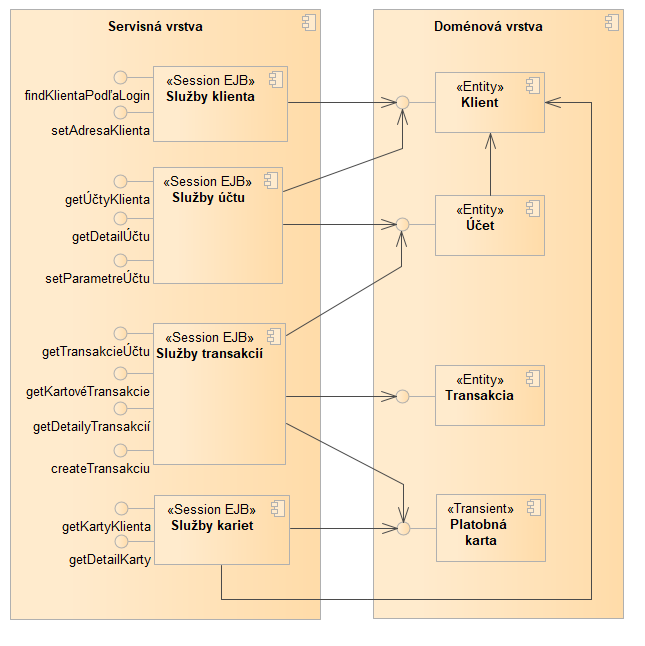 Servisná vrstva
«Session EJB»
Služby klienta
findKlientaPodľaLogin
setAdresaKlienta
«Session EJB»
Služby účtu
getÚčtyKlienta
getDetailÚčtu
setParametreÚčtu
«Session EJB»
Služby transakcií
getTransakcieÚčtu
getKartovéTransakcie
getDetailyTransakcií
createTransakciu
«Session EJB»
Služby kariet
getKartyKlienta
getDetailKarty
Doménová vrstva
«Entity»
Klient
«Entity»
Účet
«Entity»
Transakcia
«Transient»
Platobná
karta